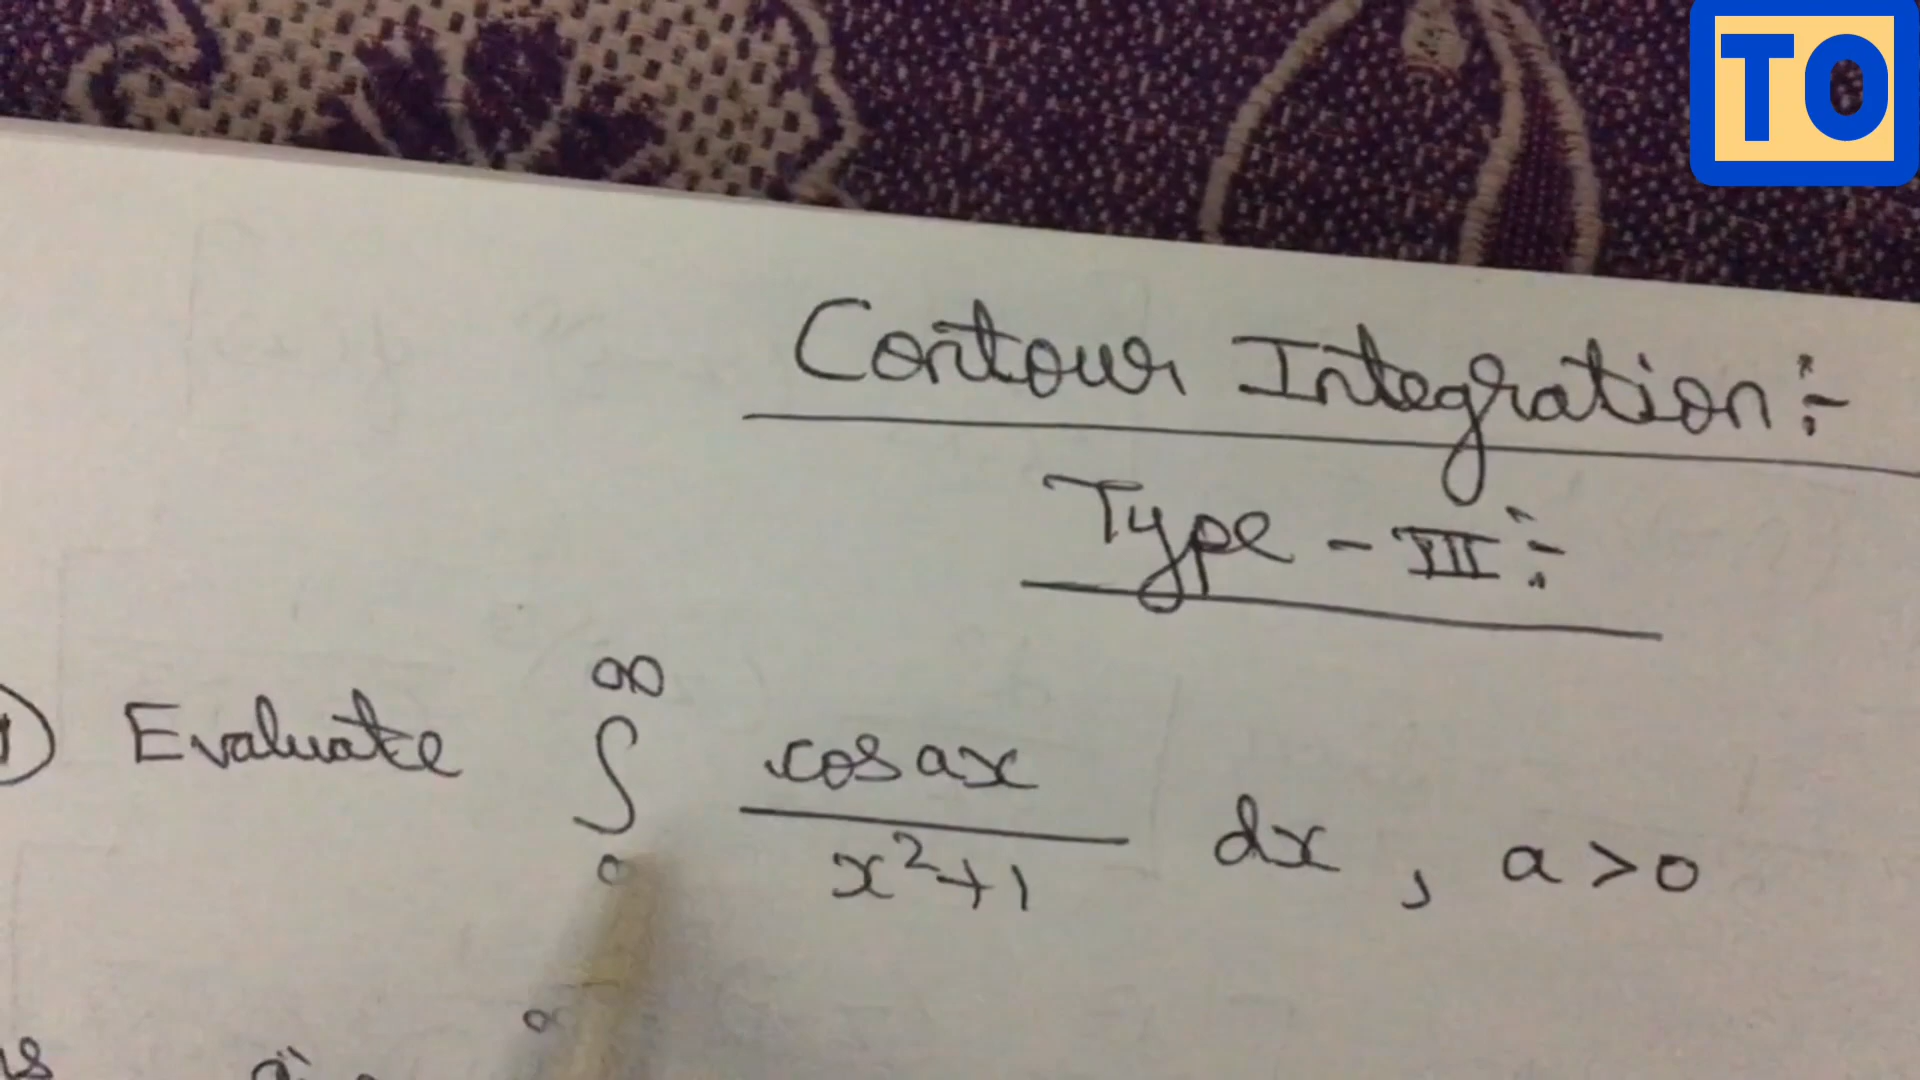 TO
Contour Integration :-
Type - III :-
1) Evaluate ∫₀^∞ cos ax / x²+1 dx , a > 0